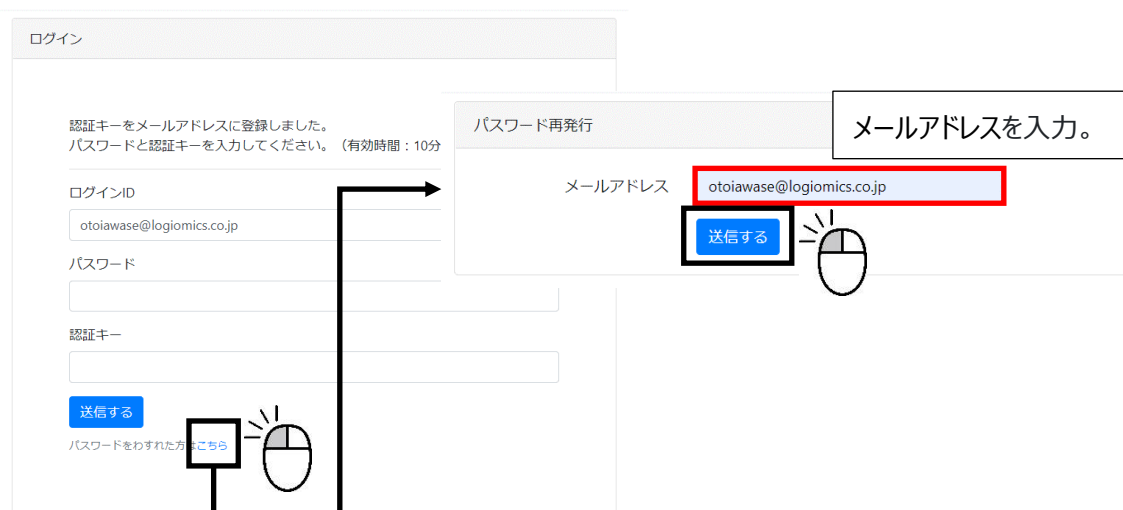 ログイン
認証キーをメールアドレスに登録しました。
パスワードと認証キーを入力してください。（有効時間：10分
ログインID
otoiawase@logiomics.co.jp
パスワード
認証キー
送信する
パスワードをわすれた方はこちら
パスワード再発行
メールアドレスを入力。
メールアドレス
otoiawase@logiomics.co.jp
送信する